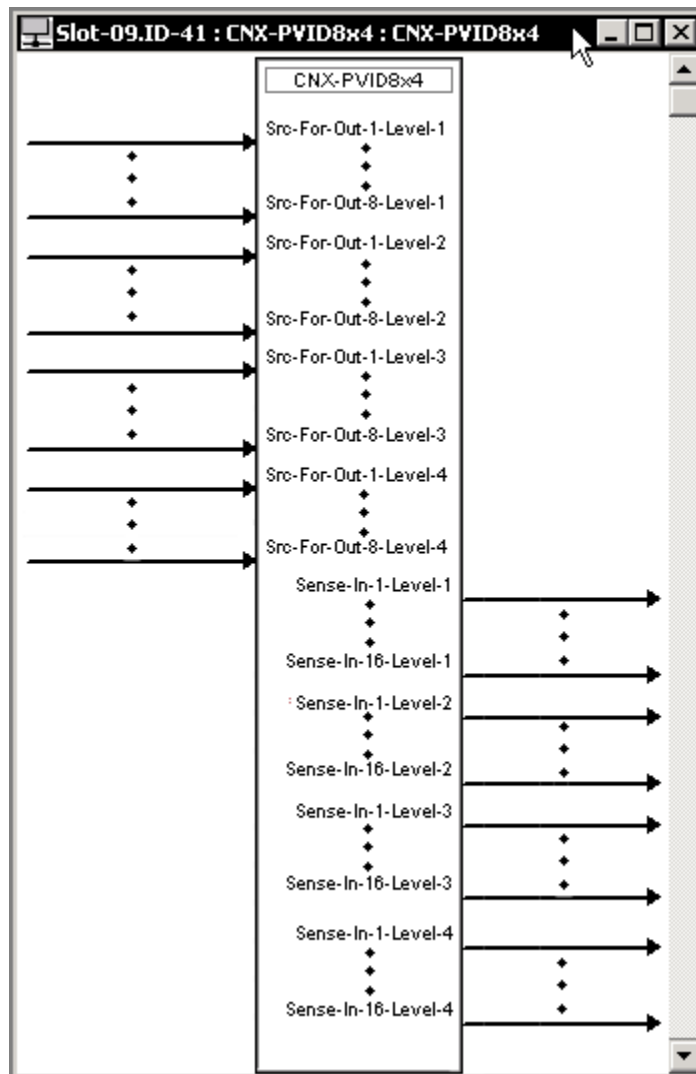 Slot-09.ID-41 : CNX-PVID8x4 : CNX-PVID8x4
CNX-PVID8x4
Src-For-Out-1-Level-1
Src-For-Out-8-Level-1
Src-For-Out-1-Level-2
Src-For-Out-8-Level-2
Src-For-Out-1-Level-3
Src-For-Out-8-Level-3
Src-For-Out-1-Level-4
Src-For-Out-8-Level-4
Sense-In-1-Level-1
Sense-In-16-Level-1
Sense-In-1-Level-2
Sense-In-16-Level-2
Sense-In-1-Level-3
Sense-In-16-Level-3
Sense-In-1-Level-4
Sense-In-16-Level-4